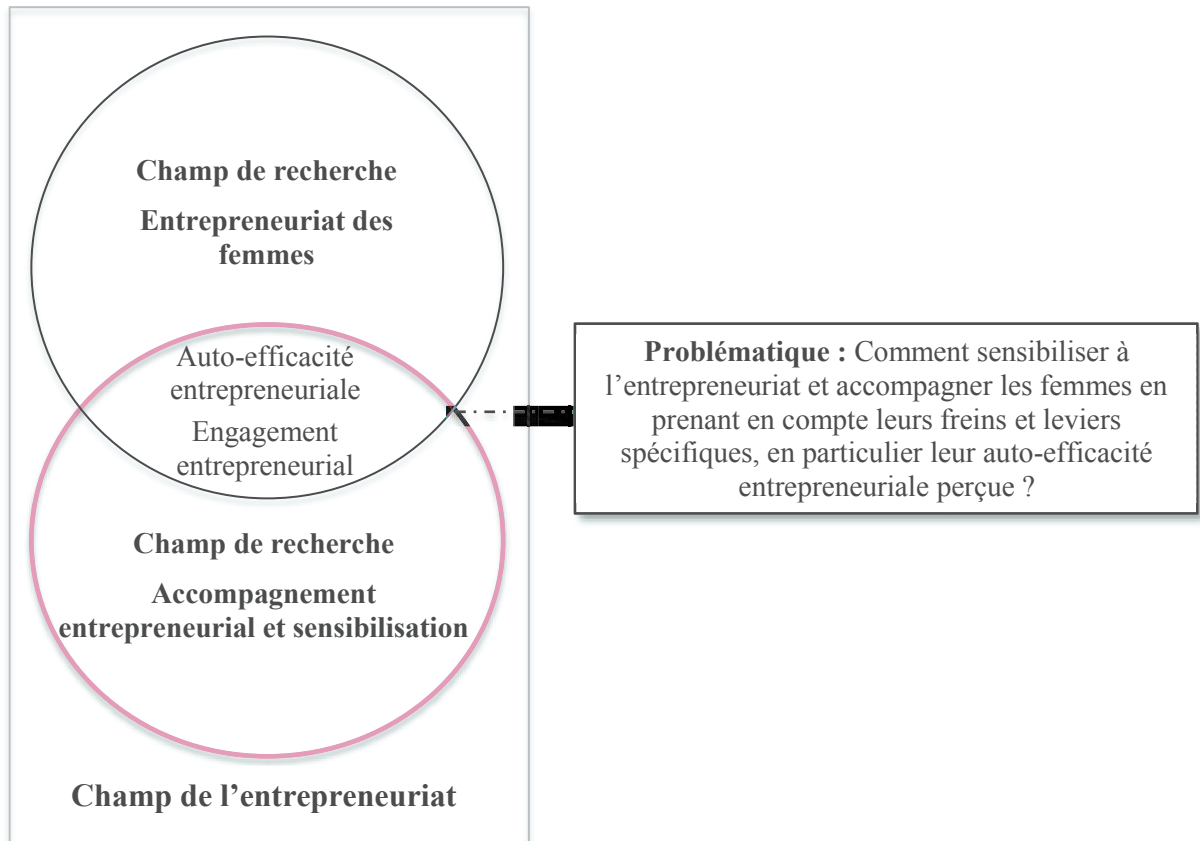 Champ de recherche
Entrepreneuriat des
femmes
Auto-efficacité
entrepreneuriale
Engagement
entrepreneurial
Champ de recherche
Accompagnement
entrepreneurial et sensibilisation
Champ de l’entrepreneuriat
Problématique : Comment sensibiliser à
l’entrepreneuriat et accompagner les femmes en
prenant en compte leurs freins et leviers
spécifiques, en particulier leur auto-efficacité
entrepreneuriale perçue ?